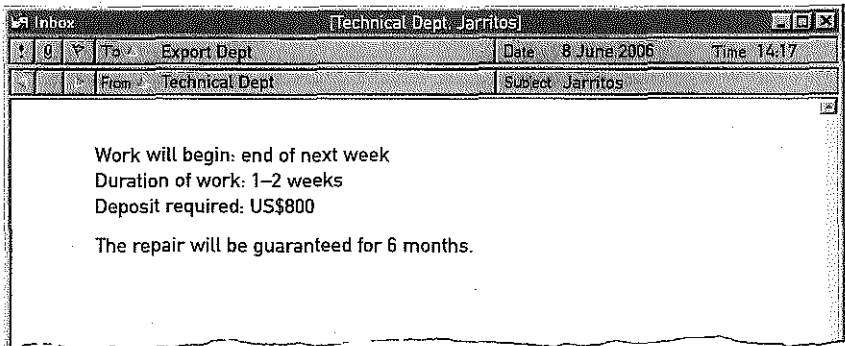 Inbox [Technical Dept, Jarritos]
! To Export Dept Date 8 June 2006 Time 14:17
From Technical Dept Subject Jarritos
Work will begin: end of next week
Duration of work: 1–2 weeks
Deposit required: US$800
The repair will be guaranteed for 6 months.